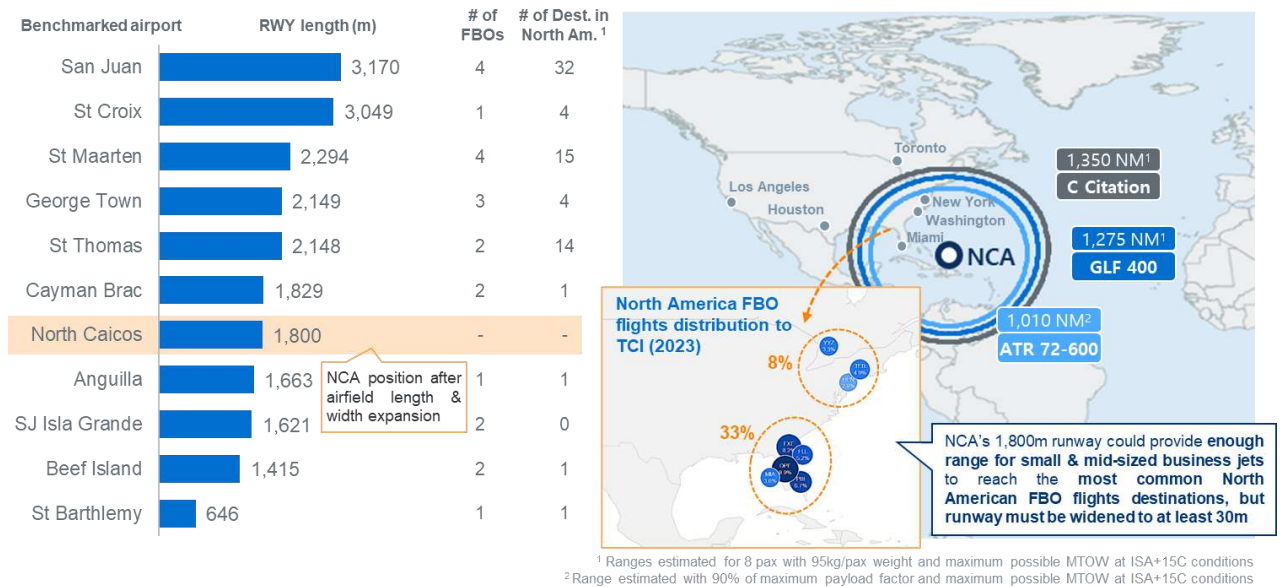 Benchmarked airport RWY length (m) # of FBOs # of Dest. in North Am. 1
San Juan 3,170 4 32
St Croix 3,049 1 4
St Maarten 2,294 4 15
George Town 2,149 3 4
St Thomas 2,148 2 14
Cayman Brac 1,829 2 1
North Caicos 1,800 - -
Anguilla 1,663 1 1
SJ Isla Grande 1,621 2 0
Beef Island 1,415 2 1
St Barthlemy 646 1 1
NCA position after
airfield length &
width expansion
Toronto
Los Angeles
Houston
New York
Washington
Miami
NCA
1,350 NM1
C Citation
1,275 NM1
GLF 400
1,010 NM2
ATR 72-600
North America FBO
flights distribution to
TCI (2023)
8%
YYZ
TEB
33%
FXE
FLL
OPF
MIA
PBI
NCA's 1,800m runway could provide enough
range for small & mid-sized business jets
to reach the most common North
American FBO flights destinations, but
runway must be widened to at least 30m
1 Ranges estimated for 8 pax with 95kg/pax weight and maximum possible MTOW at ISA+15C conditions
2 Range estimated with 90% of maximum payload factor and maximum possible MTOW at ISA+15C conditions